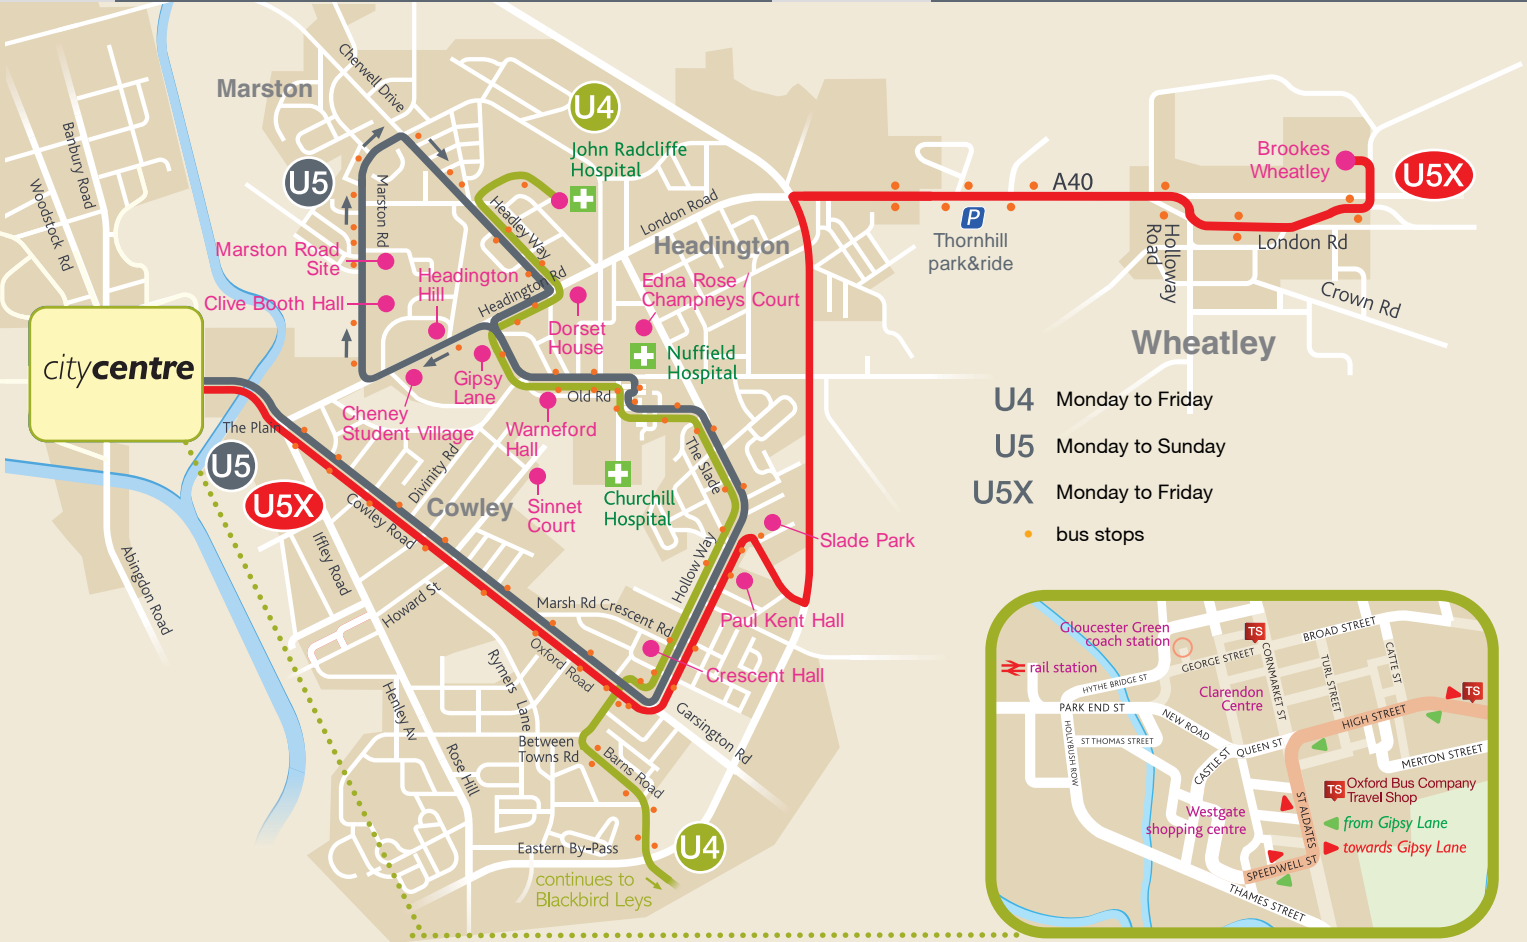 Marston
Cherwell Drive
U4
John Radcliffe
Hospital
Banbury Road
Woodstock Rd
U5
Marston Rd
Headley Way
London Road
Headington
A40
P
Thornhill
park&ride
Brookes
Wheatley
U5X
London Rd
Holloway
Road
Crown Rd
Wheatley
Marston Road
Site
Clive Booth Hall
Headington
Hill
Headington Rd
Edna Rose /
Champneys Court
Dorset
House
Nuffield
Hospital
citycentre
Gipsy
Lane
Old Rd
Cheney
Student Village
Warneford
Hall
The Plain
U5
U5X
Divinity Rd
Cowley
Cowley Road
Sinnet
Court
Churchill
Hospital
The Slade
Slade Park
Hollow Way
Paul Kent Hall
Iffley Road
Abingdon Road
Howard St
Marsh Rd
Crescent Rd
Crescent Hall
Oxford Road
Rymers
Lane
Garsington Rd
Henley Av
Rose Hill
Between
Towns Rd
Barns Road
Eastern By-Pass
U4
continues to
Blackbird Leys
U4 Monday to Friday
U5 Monday to Sunday
U5X Monday to Friday
bus stops
Gloucester Green
coach station
TS
BROAD STREET
rail station
GEORGE STREET
CORNMARKET ST
TURL STREET
CATTE ST
HYTHE BRIDGE ST
Clarendon
Centre
TS
PARK END ST
NEW ROAD
HIGH STREET
HOLLYBUSH ROW
ST THOMAS STREET
CASTLE ST
QUEEN ST
MERTON STREET
TS Oxford Bus Company
Travel Shop
Westgate
shopping centre
ST ALDATES
from Gipsy Lane
towards Gipsy Lane
SPEEDWELL ST
THAMES STREET